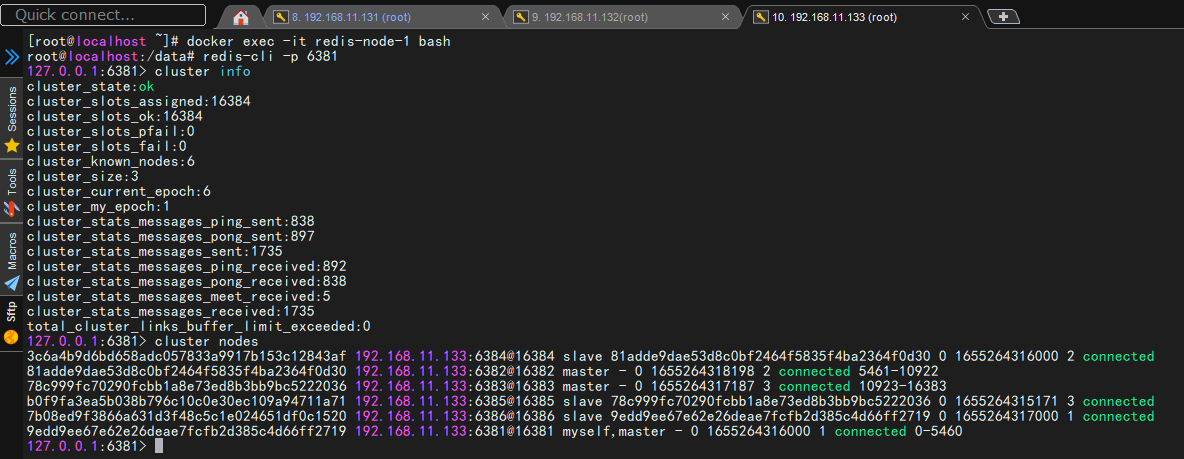 Quick connect...
8. 192.168.11.131 (root)
9. 192.168.11.132(root)
10. 192.168.11.133 (root)
Sessions
Tools
Macros
Sftp
[root@localhost ~]# docker exec -it redis-node-1 bash
root@localhost:/data# redis-cli -p 6381
127.0.0.1:6381> cluster info
cluster_state:ok
cluster_slots_assigned:16384
cluster_slots_ok:16384
cluster_slots_pfail:0
cluster_slots_fail:0
cluster_known_nodes:6
cluster_size:3
cluster_current_epoch:6
cluster_my_epoch:1
cluster_stats_messages_ping_sent:838
cluster_stats_messages_pong_sent:897
cluster_stats_messages_sent:1735
cluster_stats_messages_ping_received:892
cluster_stats_messages_pong_received:838
cluster_stats_messages_meet_received:5
cluster_stats_messages_received:1735
total_cluster_links_buffer_limit_exceeded:0
127.0.0.1:6381> cluster nodes
3c6a4b9d6bd658adc057833a9917b153c12843af 192.168.11.133:6384@16384 slave 81adde9dae53d8c0bf2464f5835f4ba2364f0d30 0 1655264316000 2 connected
81adde9dae53d8c0bf2464f5835f4ba2364f0d30 192.168.11.133:6382@16382 master - 0 1655264318198 2 connected 5461-10922
78c999fc70290fcbb1a8e73ed8b3bb9bc5222036 192.168.11.133:6383@16383 master - 0 1655264317187 3 connected 10923-16383
b0f9fa3ea5b038b796c10c0e30ec109a94711a71 192.168.11.133:6385@16385 slave 78c999fc70290fcbb1a8e73ed8b3bb9bc5222036 0 1655264315171 3 connected
7b08ed9f3866a631d3f48c5c1e024651df0c1520 192.168.11.133:6386@16386 slave 9edd9ee67e62e26deae7fcfb2d385c4d66ff2719 0 1655264317000 1 connected
9edd9ee67e62e26deae7fcfb2d385c4d66ff2719 192.168.11.133:6381@16381 myself,master - 0 1655264316000 1 connected 0-5460
127.0.0.1:6381>